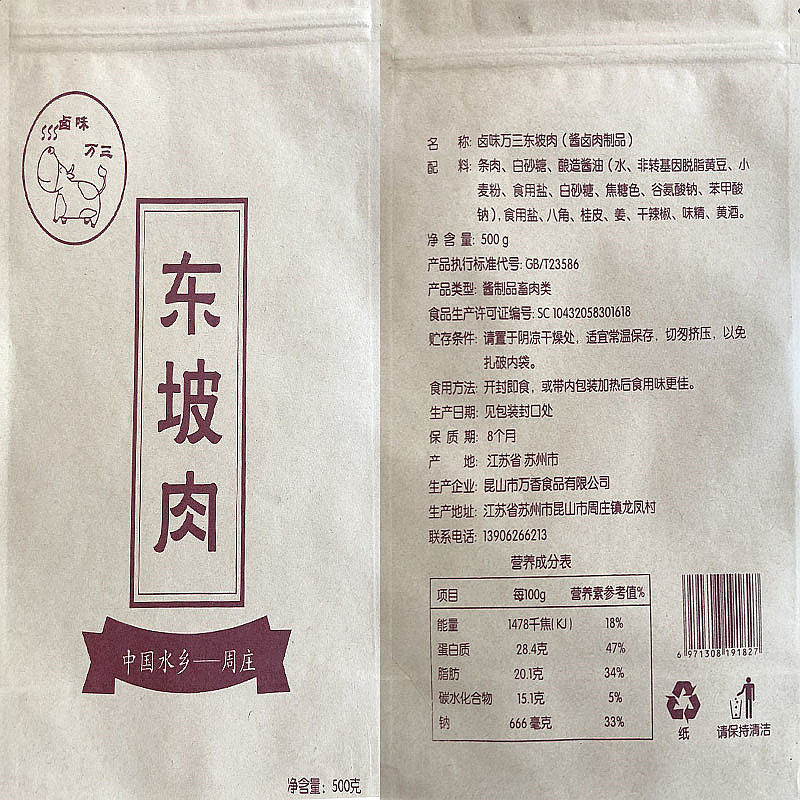 卤味
万三
东坡肉
中国水乡——周庄
净含量：500克
名 称: 卤味万三东坡肉（酱卤肉制品）
配 料: 条肉、白砂糖、酿造酱油（水、非转基因脱脂黄豆、小
麦粉、食用盐、白砂糖、焦糖色、谷氨酸钠、苯甲酸
钠），食用盐、八角、桂皮、姜、干辣椒、味精、黄酒。
净 含 量: 500 g
产品执行标准代号: GB/T23586
产品类型: 酱制品畜肉类
食品生产许可证编号: SC 10432058301618
贮存条件: 请置于阴凉干燥处，适宜常温保存，切匆挤压，以免
扎破内袋。
食用方法: 开封即食，或带内包装加热后食用味更佳。
生产日期: 见包装封口处
保 质 期: 8个月
产 地: 江苏省 苏州市
生产企业: 昆山市万香食品有限公司
生产地址: 江苏省苏州市昆山市周庄镇龙凤村
联系电话: 13906266213
营养成分表
项目 每100g 营养素参考值%
能量 1478千焦(KJ) 18%
蛋白质 28.4克 47%
脂肪 20.1克 34%
碳水化合物 15.1克 5%
钠 666 毫克 33%
6 971308 191827
纸 请保持清洁